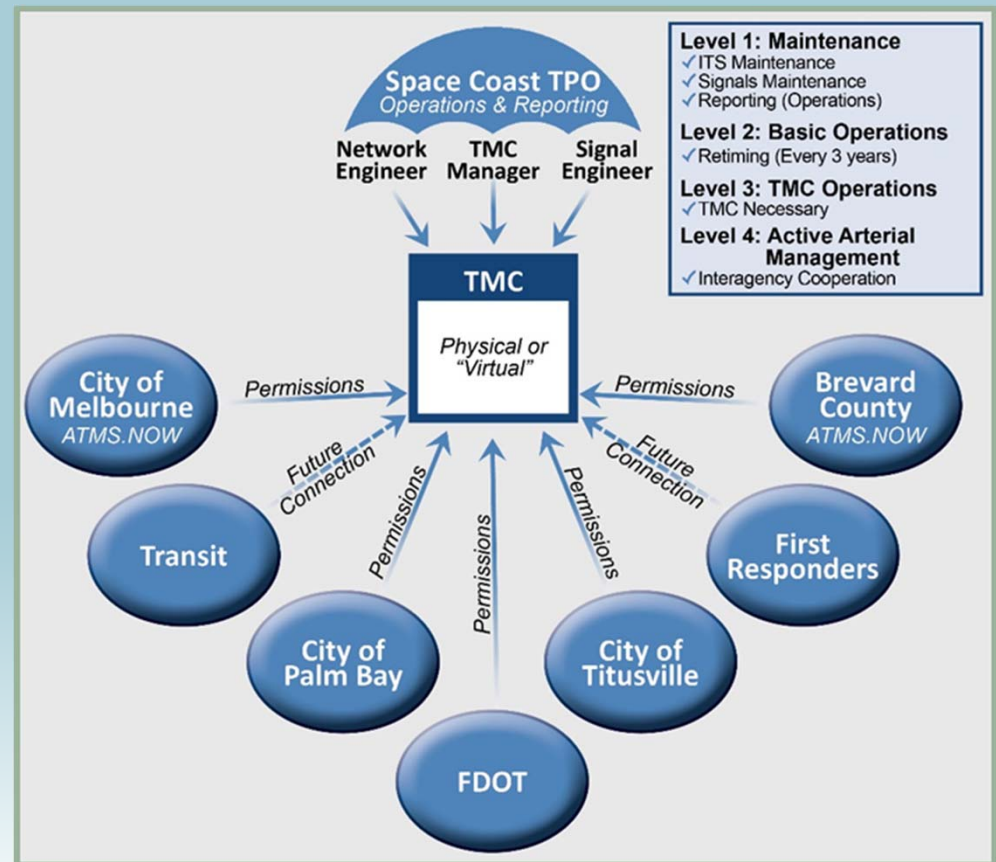 Space Coast TPO
Operations & Reporting
Network
Engineer
TMC
Manager
Signal
Engineer
Level 1: Maintenance
✓ITS Maintenance
✓Signals Maintenance
✓Reporting (Operations)
Level 2: Basic Operations
✓Retiming (Every 3 years)
Level 3: TMC Operations
✓TMC Necessary
Level 4: Active Arterial
Management
✓Interagency Cooperation
TMC
Physical or
"Virtual"
City of
Melbourne
ATMS.NOW
Permissions
Permissions
Brevard
County
ATMS.NOW
Transit
Future
Connection
Permissions
Permissions
Permissions
Future
Connection
First
Responders
City of
Palm Bay
City of
Titusville
FDOT